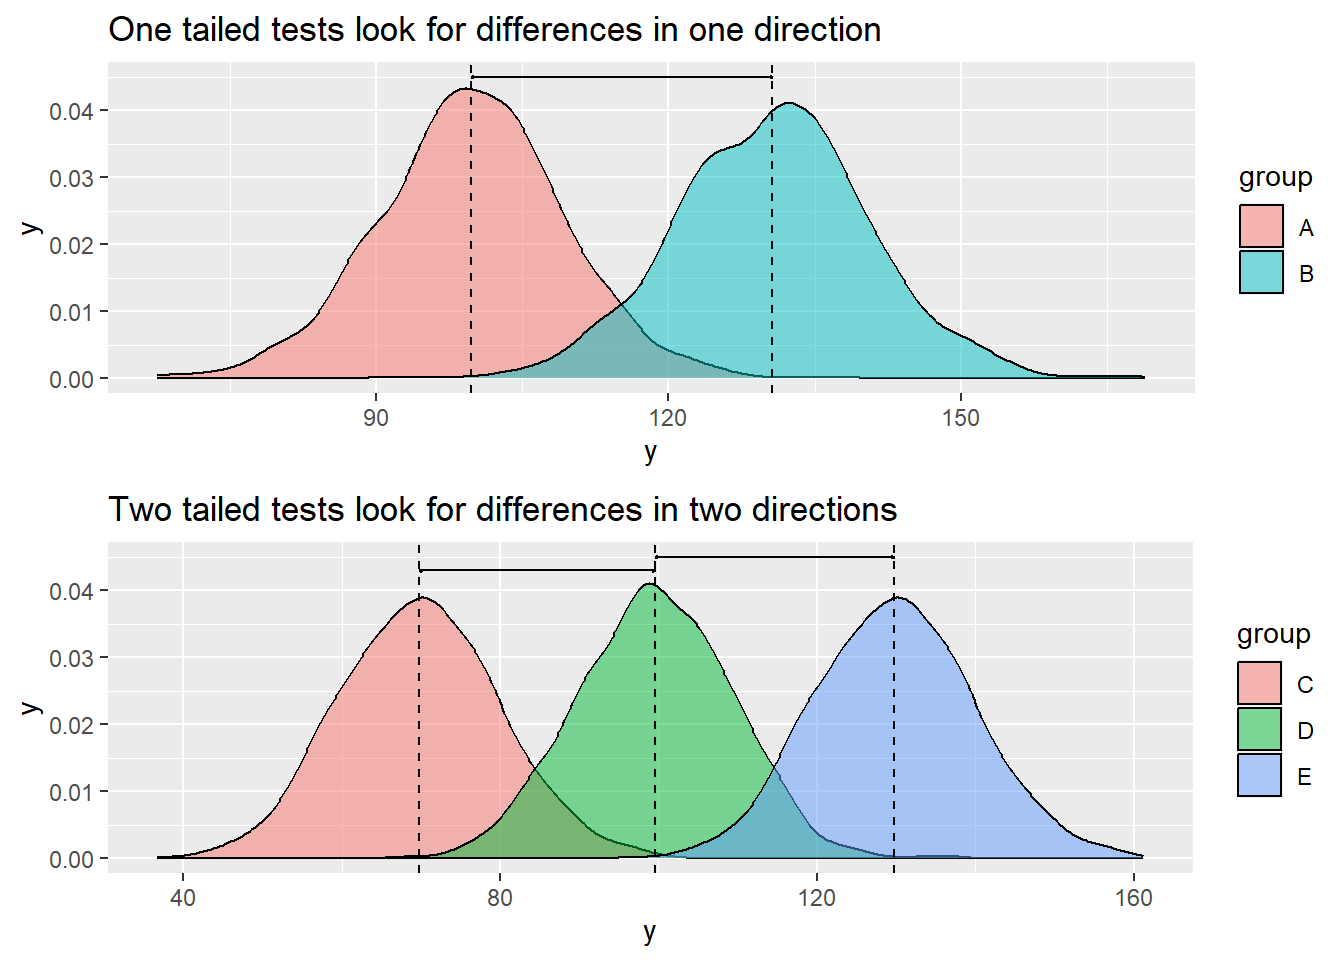 One tailed tests look for differences in one direction
0.04
0.03
0.02
0.01
0.00
y
90 120 150
y
group
A
B
Two tailed tests look for differences in two directions
0.04
0.03
0.02
0.01
0.00
y
40 80 120 160
y
group
C
D
E